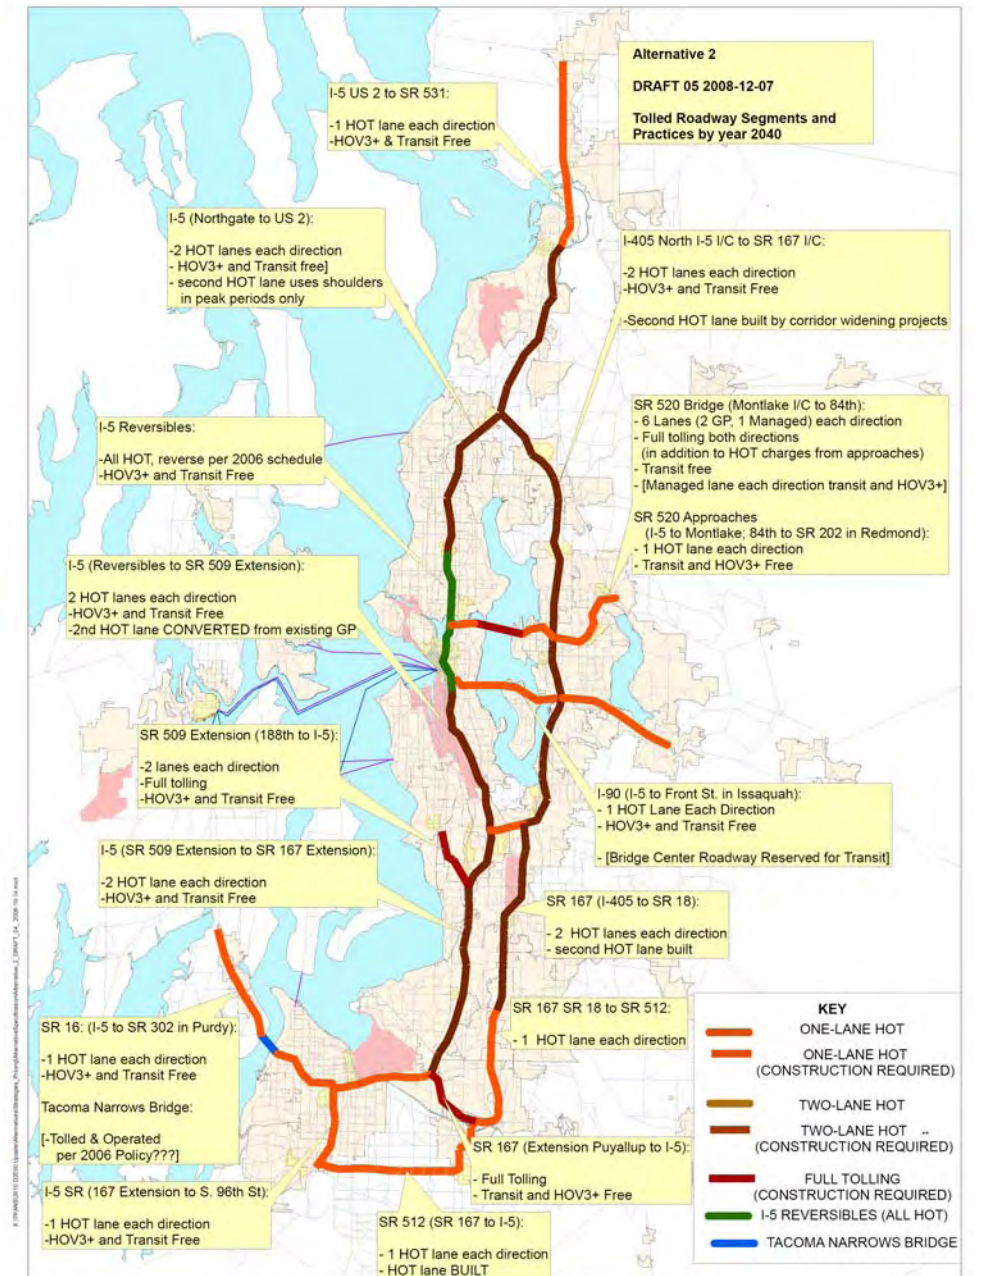 Alternative 2
DRAFT 05 2008-12-07
Tolled Roadway Segments and
Practices by year 2040
I-5 US 2 to SR 531:
-1 HOT lane each direction
-HOV3+ & Transit Free
I-5 (Northgate to US 2):
-2 HOT lanes each direction
- HOV3+ and Transit free]
- second HOT lane uses shoulders
in peak periods only
I-405 North I-5 I/C to SR 167 I/C:
-2 HOT lanes each direction
-HOV3+ and Transit Free
-Second HOT lane built by corridor widening projects
SR 520 Bridge (Montlake I/C to 84th):
- 6 Lanes (2 GP, 1 Managed) each direction
- Full tolling both directions
(in addition to HOT charges from approaches)
- Transit free
- [Managed lane each direction transit and HOV3+]
SR 520 Approaches
(I-5 to Montlake; 84th to SR 202 in Redmond):
- 1 HOT lane each direction
- Transit and HOV3+ Free
I-5 Reversibles:
-All HOT, reverse per 2006 schedule
-HOV3+ and Transit Free
I-5 (Reversibles to SR 509 Extension):
2 HOT lanes each direction
-HOV3+ and Transit Free
-2nd HOT lane CONVERTED from existing GP
SR 509 Extension (188th to I-5):
-2 lanes each direction
-Full tolling
-HOV3+ and Transit Free
I-90 (I-5 to Front St. in Issaquah):
- 1 HOT Lane Each Direction
- HOV3+ and Transit Free
- [Bridge Center Roadway Reserved for Transit]
I-5 (SR 509 Extension to SR 167 Extension):
-2 HOT lane each direction
-HOV3+ and Transit Free
SR 167 (I-405 to SR 18):
- 2 HOT lanes each direction
- second HOT lane built
SR 167 SR 18 to SR 512:
- 1 HOT lane each direction
SR 16: (I-5 to SR 302 in Purdy):
-1 HOT lane each direction
-HOV3+ and Transit Free
Tacoma Narrows Bridge:
[-Tolled & Operated
per 2006 Policy???]
SR 167 (Extension Puyallup to I-5):
- Full Tolling
- Transit and HOV3+ Free
I-5 SR (167 Extension to S. 96th St):
-1 HOT lane each direction
-HOV3+ and Transit Free
SR 512 (SR 167 to I-5):
- 1 HOT lane each direction
- HOT lane BUILT
KEY
ONE-LANE HOT
ONE-LANE HOT
(CONSTRUCTION REQUIRED)
TWO-LANE HOT
TWO-LANE HOT
(CONSTRUCTION REQUIRED)
FULL TOLLING
(CONSTRUCTION REQUIRED)
I-5 REVERSIBLES (ALL HOT)
TACOMA NARROWS BRIDGE